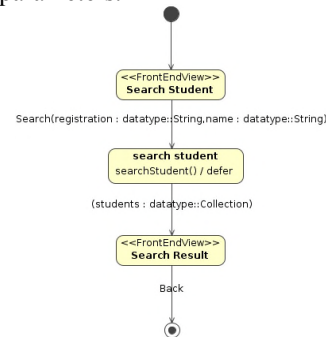 parameters.
<<FrontEndView>>
Search Student
Search(registration : datatype::String,name : datatype::String)
search student
searchStudent() / defer
(students : datatype::Collection)
<<FrontEndView>>
Search Result
Back